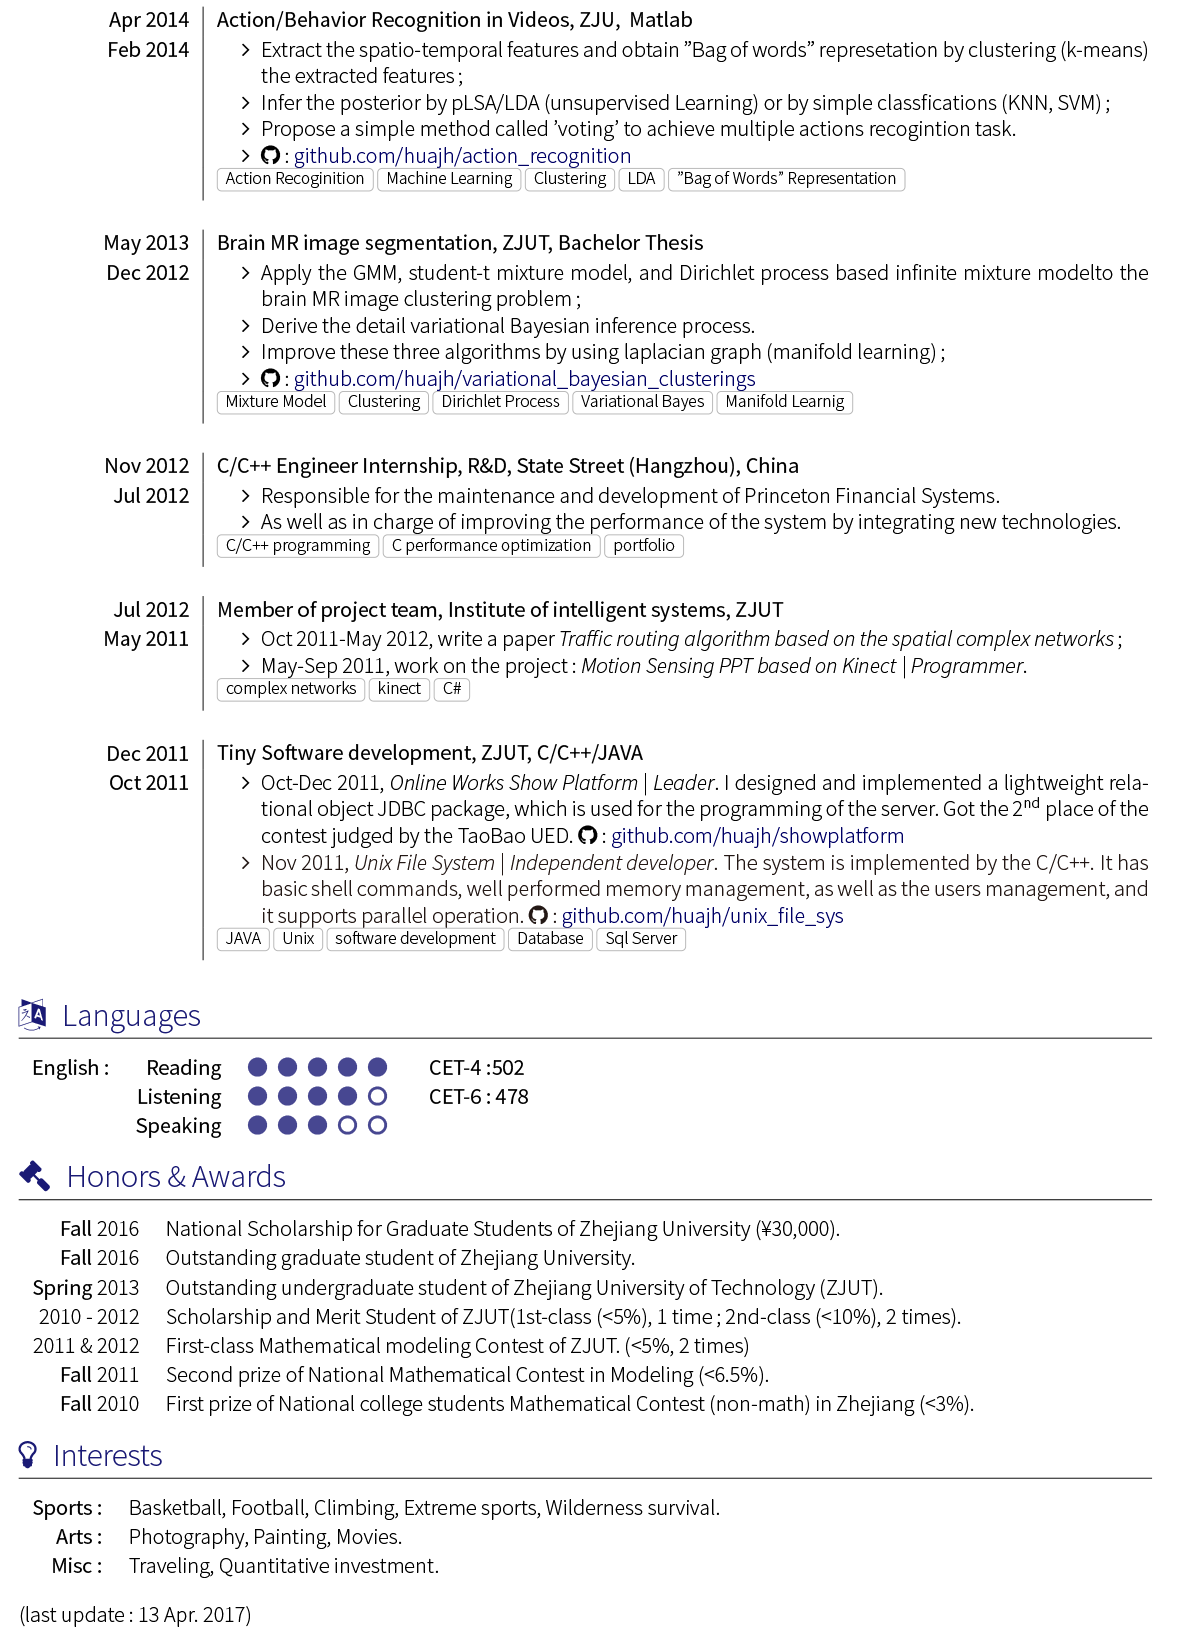 Apr 2014 Action/Behavior Recognition in Videos, ZJU, Matlab
Feb 2014 > Extract the spatio-temporal features and obtain ”Bag of words” represetation by clustering (k-means)
the extracted features ;
> Infer the posterior by pLSA/LDA (unsupervised Learning) or by simple classfications (KNN, SVM) ;
> Propose a simple method called ’voting’ to achieve multiple actions recogintion task.
> : github.com/huajh/action_recognition
Action Recoginition Machine Learning Clustering LDA ”Bag of Words” Representation
May 2013 Brain MR image segmentation, ZJUT, Bachelor Thesis
Dec 2012 > Apply the GMM, student-t mixture model, and Dirichlet process based infinite mixture modelto the
brain MR image clustering problem ;
> Derive the detail variational Bayesian inference process.
> Improve these three algorithms by using laplacian graph (manifold learning) ;
> : github.com/huajh/variational_bayesian_clusterings
Mixture Model Clustering Dirichlet Process Variational Bayes Manifold Learnig
Nov 2012 C/C++ Engineer Internship, R&D, State Street (Hangzhou), China
Jul 2012 > Responsible for the maintenance and development of Princeton Financial Systems.
> As well as in charge of improving the performance of the system by integrating new technologies.
C/C++ programming C performance optimization portfolio
Jul 2012 Member of project team, Institute of intelligent systems, ZJUT
May 2011 > Oct 2011-May 2012, write a paper Traffic routing algorithm based on the spatial complex networks ;
> May-Sep 2011, work on the project : Motion Sensing PPT based on Kinect | Programmer.
complex networks kinect C#
Dec 2011 Tiny Software development, ZJUT, C/C++/JAVA
Oct 2011 > Oct-Dec 2011, Online Works Show Platform | Leader. I designed and implemented a lightweight rela-
tional object JDBC package, which is used for the programming of the server. Got the 2nd place of the
contest judged by the TaoBao UED. : github.com/huajh/showplatform
> Nov 2011, Unix File System | Independent developer. The system is implemented by the C/C++. It has
basic shell commands, well performed memory management, as well as the users management, and
it supports parallel operation. : github.com/huajh/unix_file_sys
JAVA Unix software development Database Sql Server
Languages
English : Reading CET-4 :502
Listening CET-6 : 478
Speaking
Honors & Awards
Fall 2016 National Scholarship for Graduate Students of Zhejiang University (¥30,000).
Fall 2016 Outstanding graduate student of Zhejiang University.
Spring 2013 Outstanding undergraduate student of Zhejiang University of Technology (ZJUT).
2010 - 2012 Scholarship and Merit Student of ZJUT(1st-class (<5%), 1 time ; 2nd-class (<10%), 2 times).
2011 & 2012 First-class Mathematical modeling Contest of ZJUT. (<5%, 2 times)
Fall 2011 Second prize of National Mathematical Contest in Modeling (<6.5%).
Fall 2010 First prize of National college students Mathematical Contest (non-math) in Zhejiang (<3%).
Interests
Sports : Basketball, Football, Climbing, Extreme sports, Wilderness survival.
Arts : Photography, Painting, Movies.
Misc : Traveling, Quantitative investment.
(last update : 13 Apr. 2017)